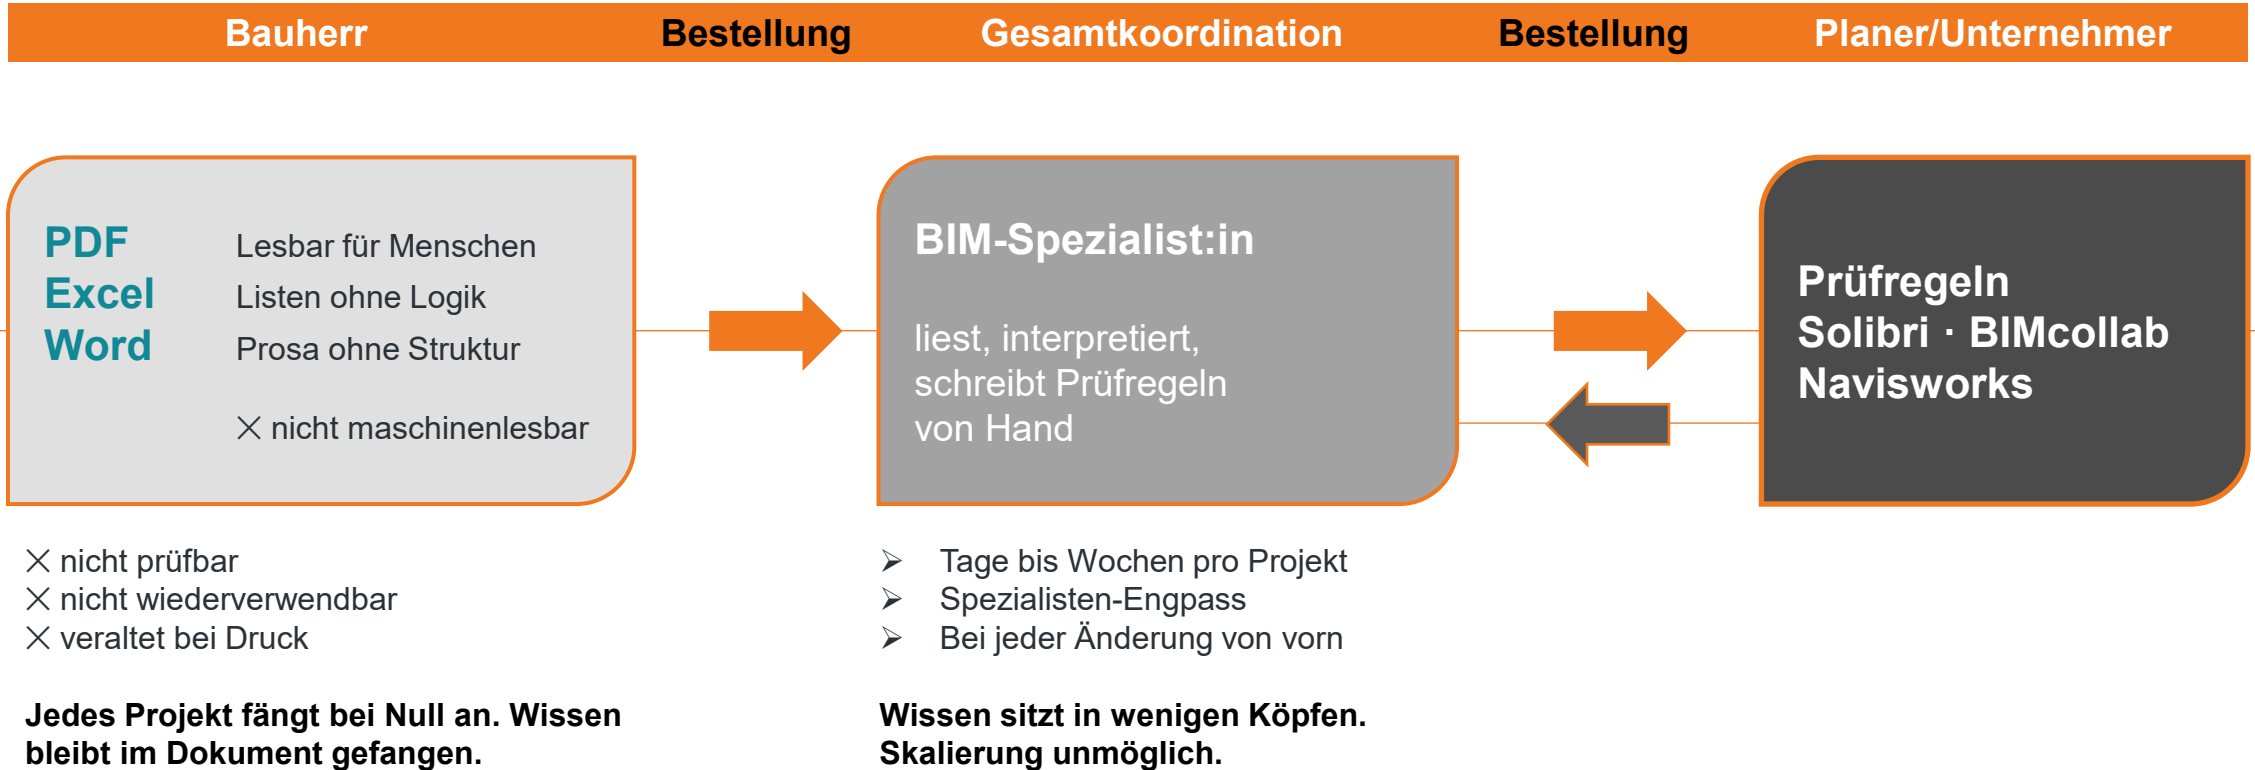 Bauherr
Bestellung
Gesamtkoordination
Bestellung
Planer/Unternehmer
PDF Lesbar für Menschen
Excel Listen ohne Logik
Word Prosa ohne Struktur
✕ nicht maschinenlesbar
BIM-Spezialist:in
liest, interpretiert,
schreibt Prüfregeln
von Hand
Prüfregeln
Solibri · BIMcollab
Navisworks
✕ nicht prüfbar
✕ nicht wiederverwendbar
✕ veraltet bei Druck
Jedes Projekt fängt bei Null an. Wissen
bleibt im Dokument gefangen.
➢ Tage bis Wochen pro Projekt
➢ Spezialisten-Engpass
➢ Bei jeder Änderung von vorn
Wissen sitzt in wenigen Köpfen.
Skalierung unmöglich.